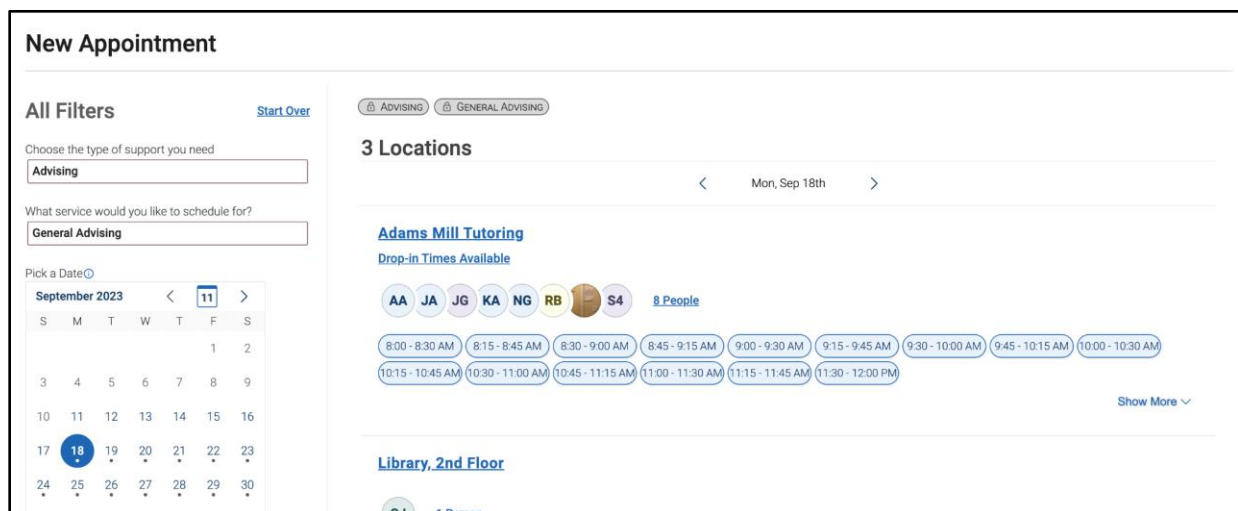 New Appointment
All Filters
Start Over
Choose the type of support you need
Advising
What service would you like to schedule for?
General Advising
Pick a Date
September 2023
11
S M T W T F S
1 2
3 4 5 6 7 8 9
10 11 12 13 14 15 16
17 18 19 20 21 22 23
24 25 26 27 28 29 30
ADVISING GENERAL ADVISING
3 Locations
Mon, Sep 18th
Adams Mill Tutoring
Drop-in Times Available
AA JA JG KA NG RB S4 8 People
8:00 - 8:30 AM 8:15 - 8:45 AM 8:30 - 9:00 AM 8:45 - 9:15 AM 9:00 - 9:30 AM 9:15 - 9:45 AM 9:30 - 10:00 AM 9:45 - 10:15 AM 10:00 - 10:30 AM
10:15 - 10:45 AM 10:30 - 11:00 AM 10:45 - 11:15 AM 11:00 - 11:30 AM 11:15 - 11:45 AM 11:30 - 12:00 PM
Show More
Library, 2nd Floor